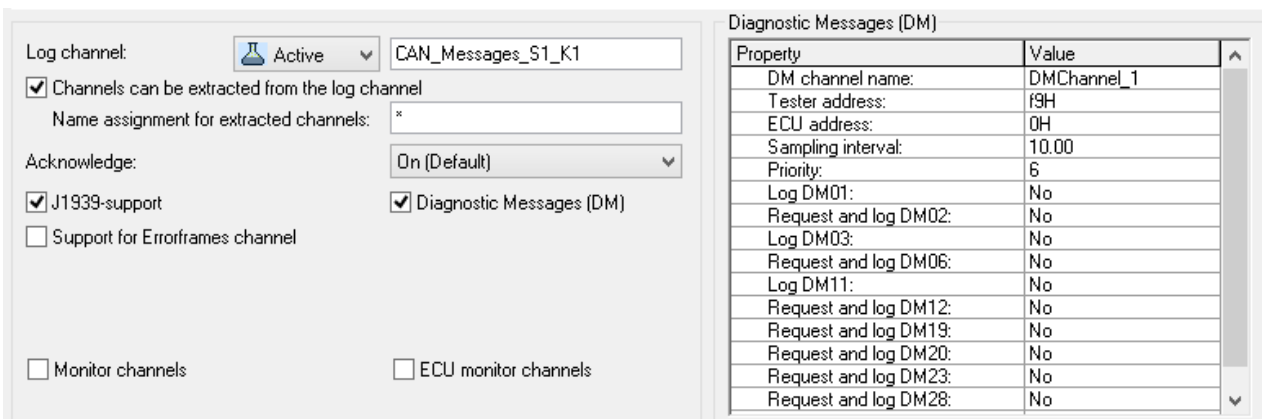 Log channel: Active CAN_Messages_S1_K1
Channels can be extracted from the log channel
Name assignment for extracted channels: *
Acknowledge: On (Default)
J1939-support Diagnostic Messages (DM)
Support for Errorframes channel
Monitor channels ECU monitor channels
Diagnostic Messages (DM)
Property Value
DM channel name: DMChannel_1
Tester address: f9H
ECU address: 0H
Sampling interval: 10.00
Priority: 6
Log DM01: No
Request and log DM02: No
Log DM03: No
Request and log DM06: No
Log DM11: No
Request and log DM12: No
Request and log DM19: No
Request and log DM20: No
Request and log DM23: No
Request and log DM28: No